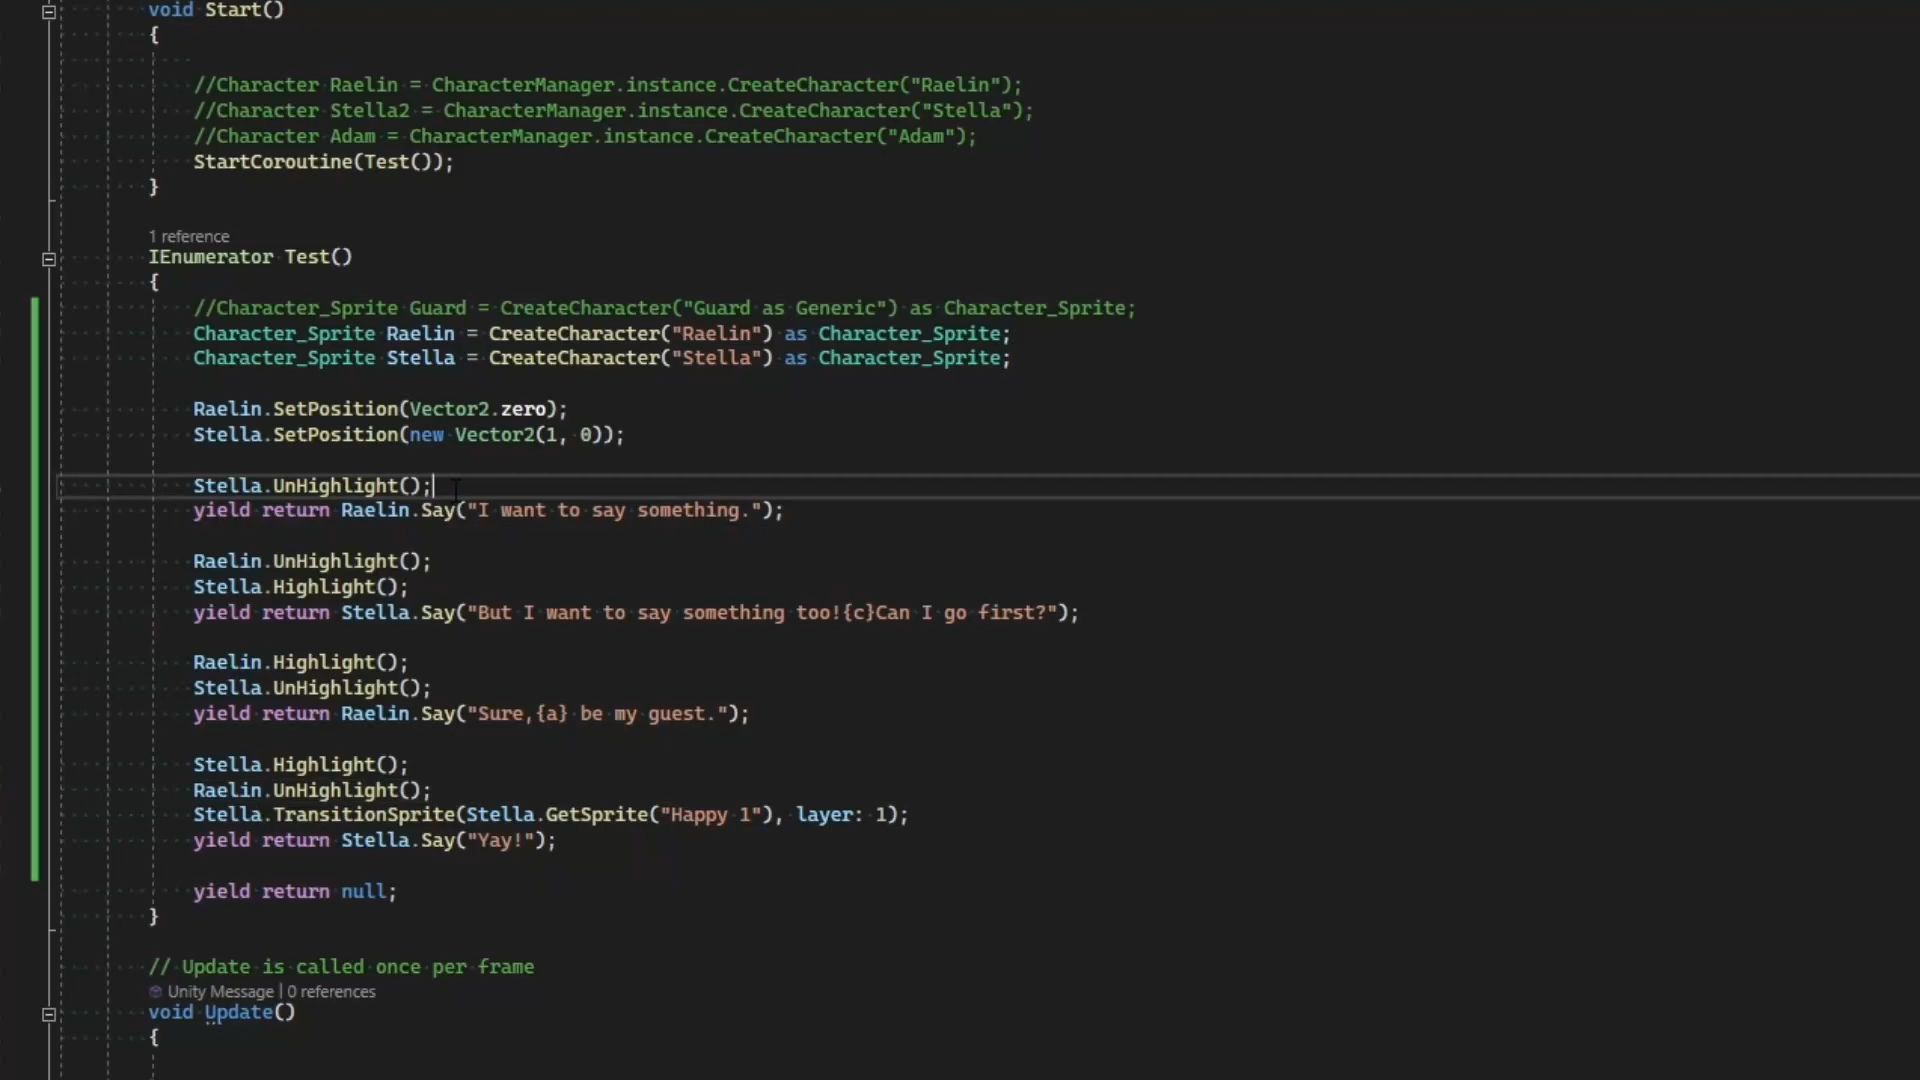 void Start()
{
//Character Raelin = CharacterManager.instance.CreateCharacter("Raelin");
//Character Stella2 = CharacterManager.instance.CreateCharacter("Stella");
//Character Adam = CharacterManager.instance.CreateCharacter("Adam");
StartCoroutine(Test());
}
1 reference
IEnumerator Test()
{
//Character_Sprite Guard = CreateCharacter("Guard as Generic") as Character_Sprite;
Character_Sprite Raelin = CreateCharacter("Raelin") as Character_Sprite;
Character_Sprite Stella = CreateCharacter("Stella") as Character_Sprite;
Raelin.SetPosition(Vector2.zero);
Stella.SetPosition(new Vector2(1, 0));
Stella.UnHighlight();
yield return Raelin.Say("I want to say something.");
Raelin.UnHighlight();
Stella.Highlight();
yield return Stella.Say("But I want to say something too!{c}Can I go first?");
Raelin.Highlight();
Stella.UnHighlight();
yield return Raelin.Say("Sure,{a} be my guest.");
Stella.Highlight();
Raelin.UnHighlight();
Stella.TransitionSprite(Stella.GetSprite("Happy 1"), layer: 1);
yield return Stella.Say("Yay!");
yield return null;
}
// Update is called once per frame
Unity Message | 0 references
void Update()
{